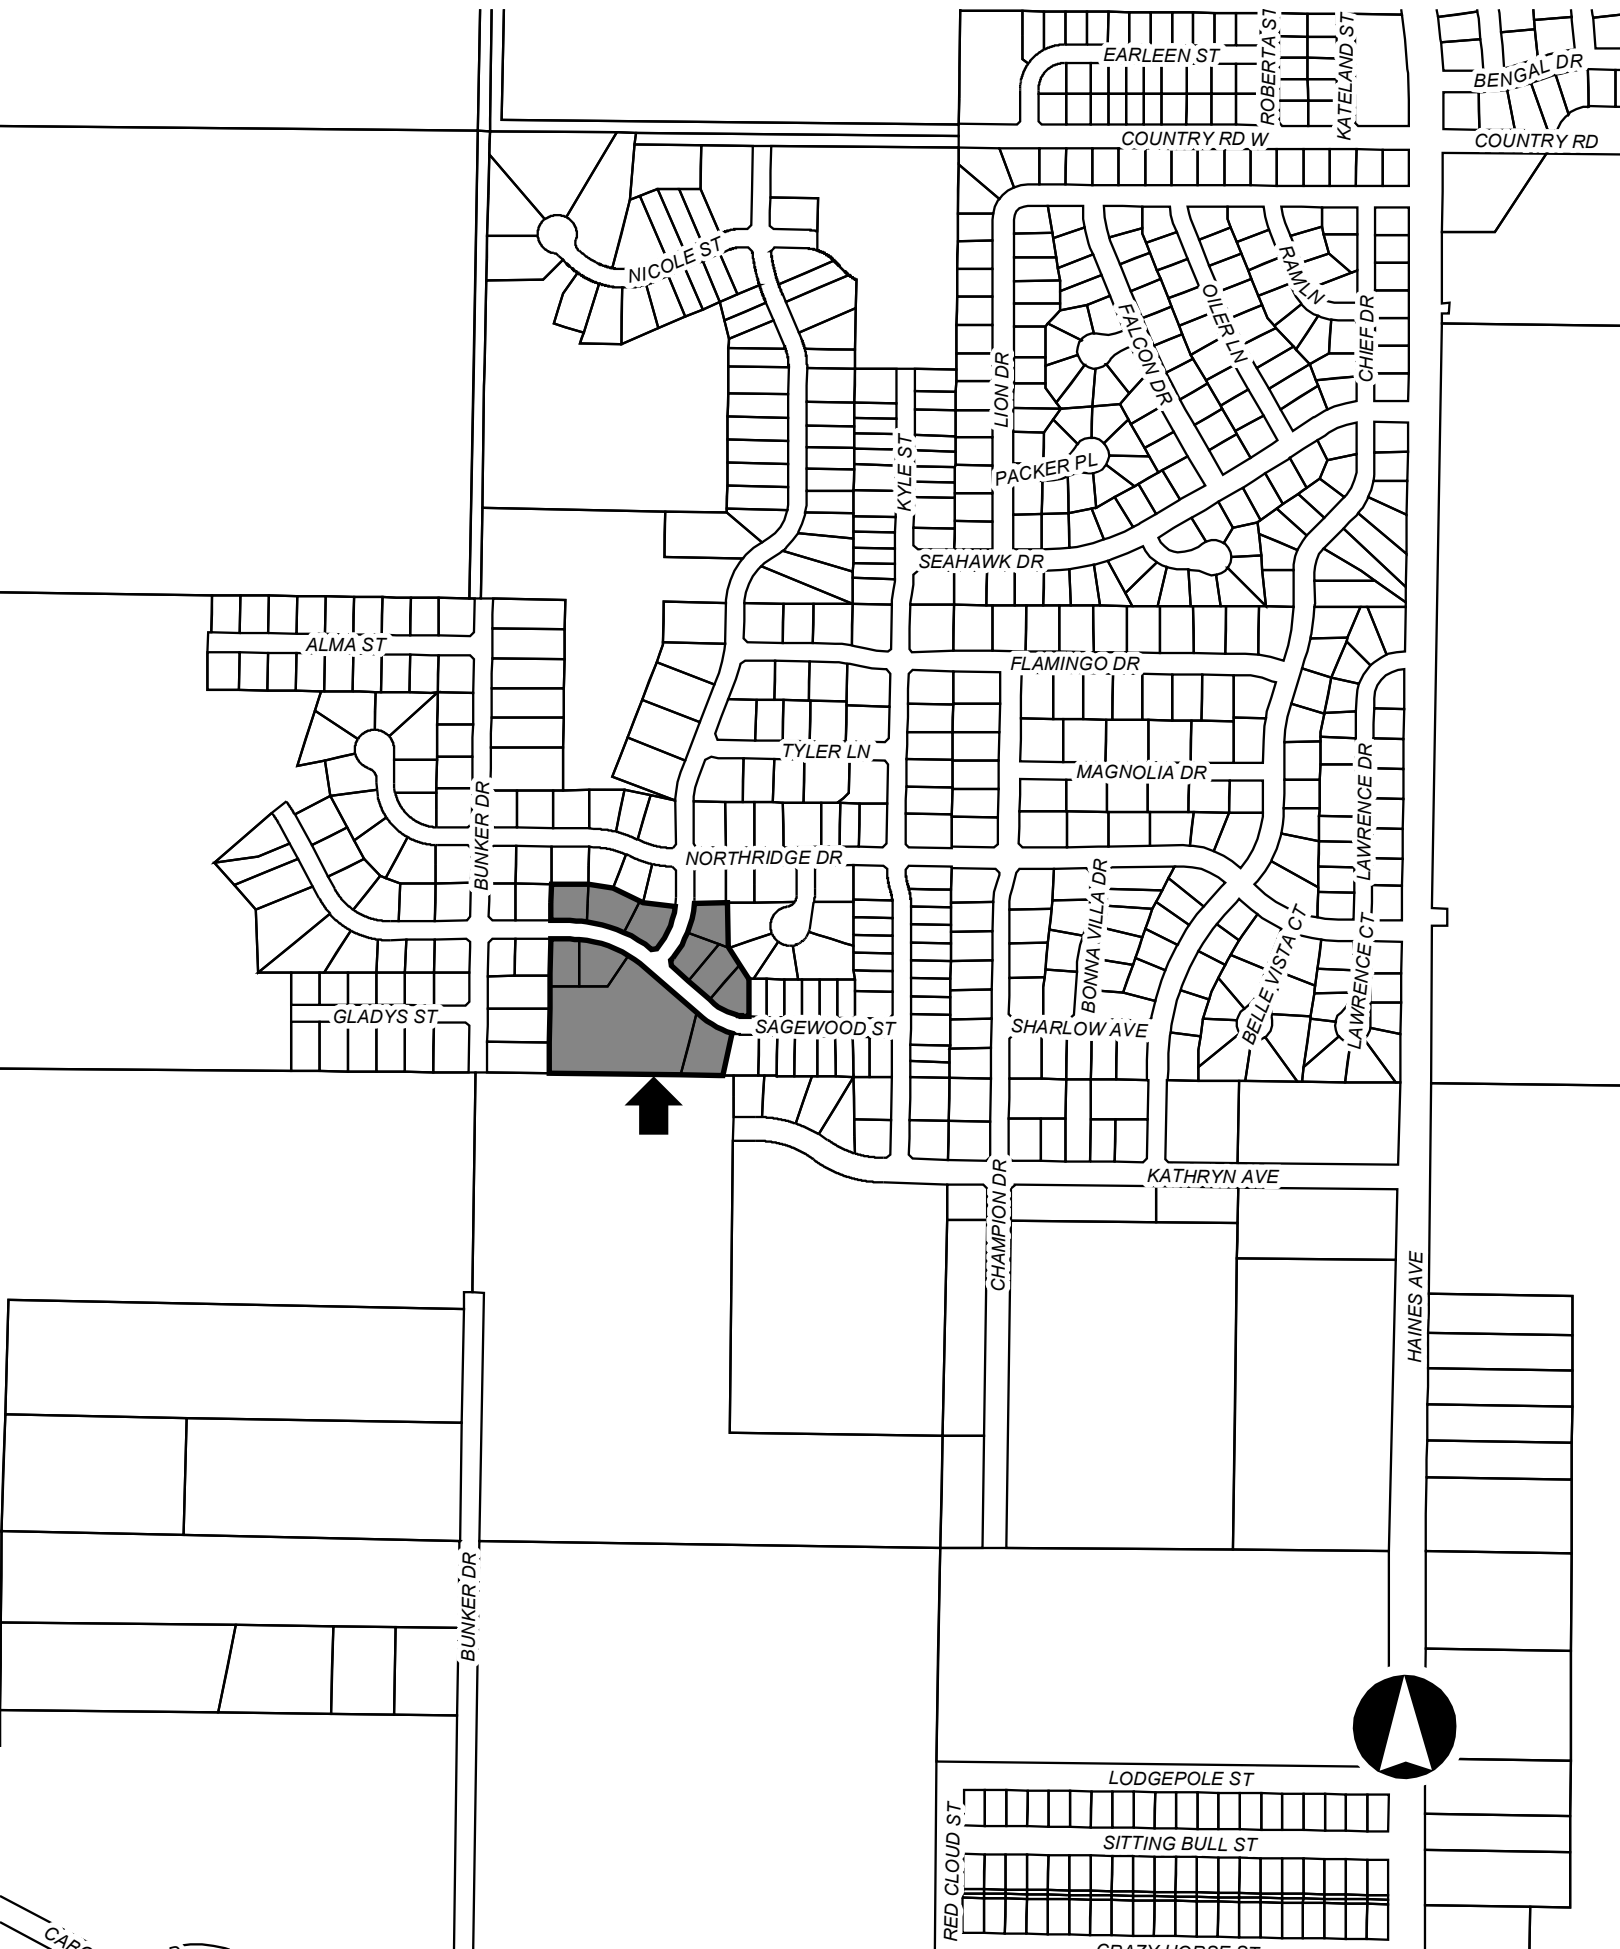 EARLEEN ST
ROBERTA ST
KATELAND ST
BENGAL DR
COUNTRY RD W
COUNTRY RD
NICOLE ST
RAM LN
OILER LN
FALCON DR
CHIEF DR
LION DR
KYLE ST
PACKER PL
SEAHAWK DR
ALMA ST
FLAMINGO DR
TYLER LN
MAGNOLIA DR
LAWRENCE DR
BUNKER DR
NORTHRIDGE DR
BONNA VILLA DR
BELLE VISTA CT
LAWRENCE CT
GLADYS ST
SAGEWOOD ST
SHARLOW AVE
KATHRYN AVE
CHAMPION DR
HAINES AVE
BUNKER DR
LODGEPOLE ST
SITTING BULL ST
RED CLOUD ST
CRAZY HORSE ST